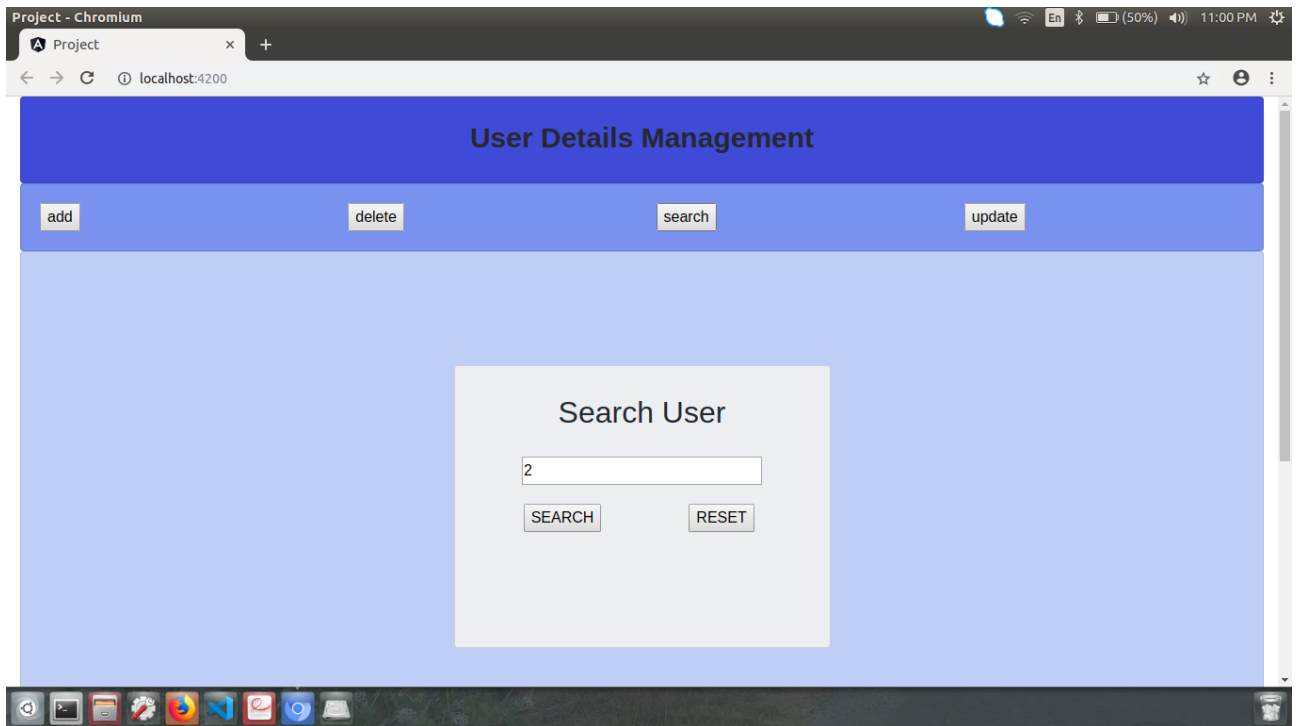 Project - Chromium
En (50%) 11:00 PM
Project × +
localhost:4200
User Details Management
add delete search update
Search User
2
SEARCH RESET